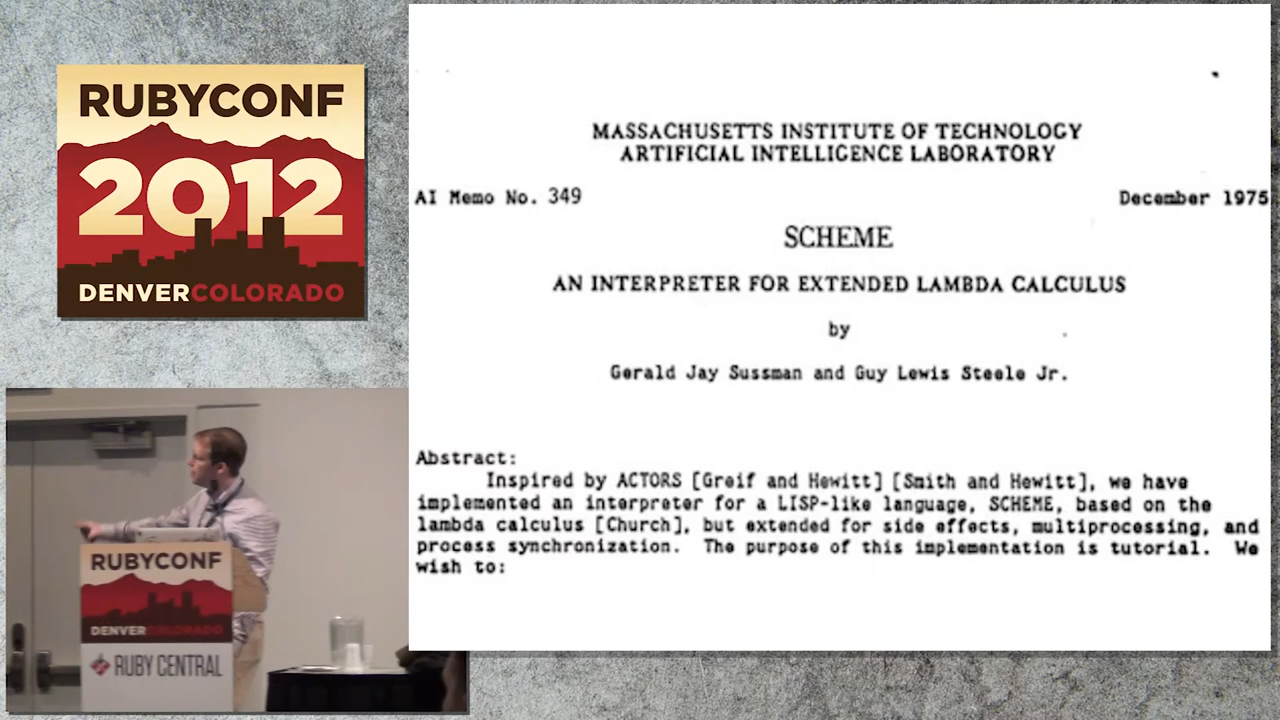 RUBYCONF
2012
DENVERCOLORADO
MASSACHUSETTS INSTITUTE OF TECHNOLOGY
ARTIFICIAL INTELLIGENCE LABORATORY
AI Memo No. 349
December 1975
SCHEME
AN INTERPRETER FOR EXTENDED LAMBDA CALCULUS
by
Gerald Jay Sussman and Guy Lewis Steele Jr.
Abstract:
Inspired by ACTORS [Greif and Hewitt] [Smith and Hewitt], we have
implemented an interpreter for a LISP-like language, SCHEME, based on the
lambda calculus [Church], but extended for side effects, multiprocessing, and
process synchronization. The purpose of this implementation is tutorial. We
wish to:
RUBYCONF
DENVERCOLORADO
RUBY CENTRAL